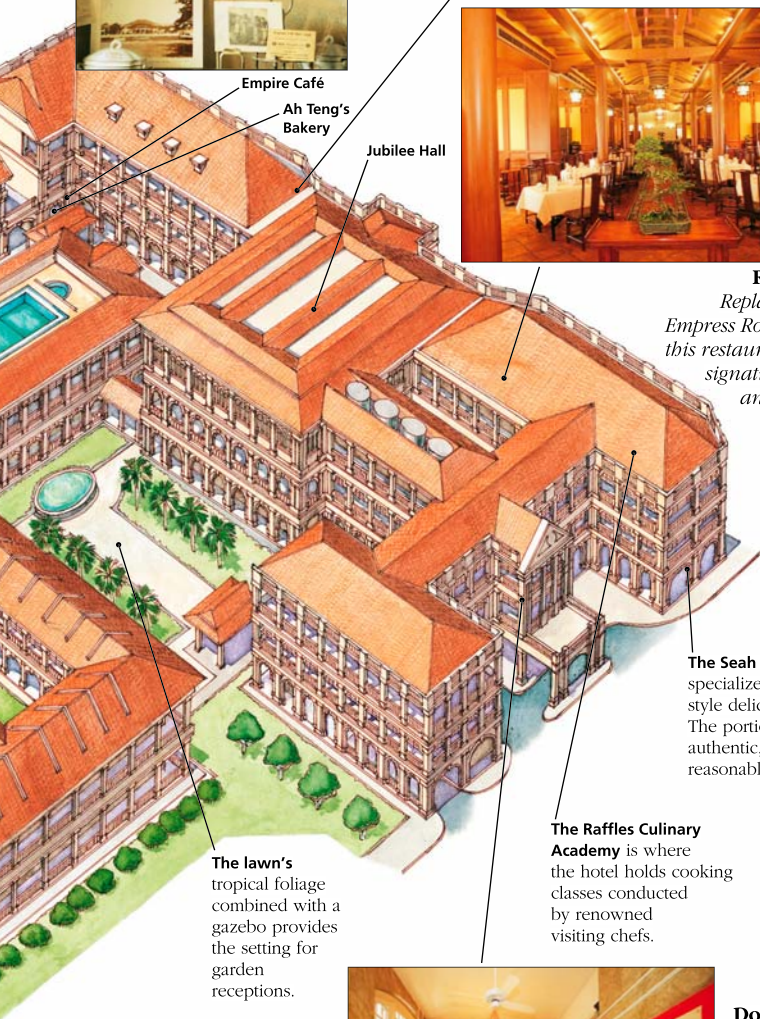 Empire Café
Ah Teng's
Bakery
Jubilee Hall
Empress Ro
this restaur
signat
an
The Seah
specialize
style delic
The porti
authentic,
reasonabl
The Raffles Culinary
Academy is where
the hotel holds cooking
classes conducted
by renowned
visiting chefs.
The lawn's
tropical foliage
combined with a
gazebo provides
the setting for
garden
receptions.
Do